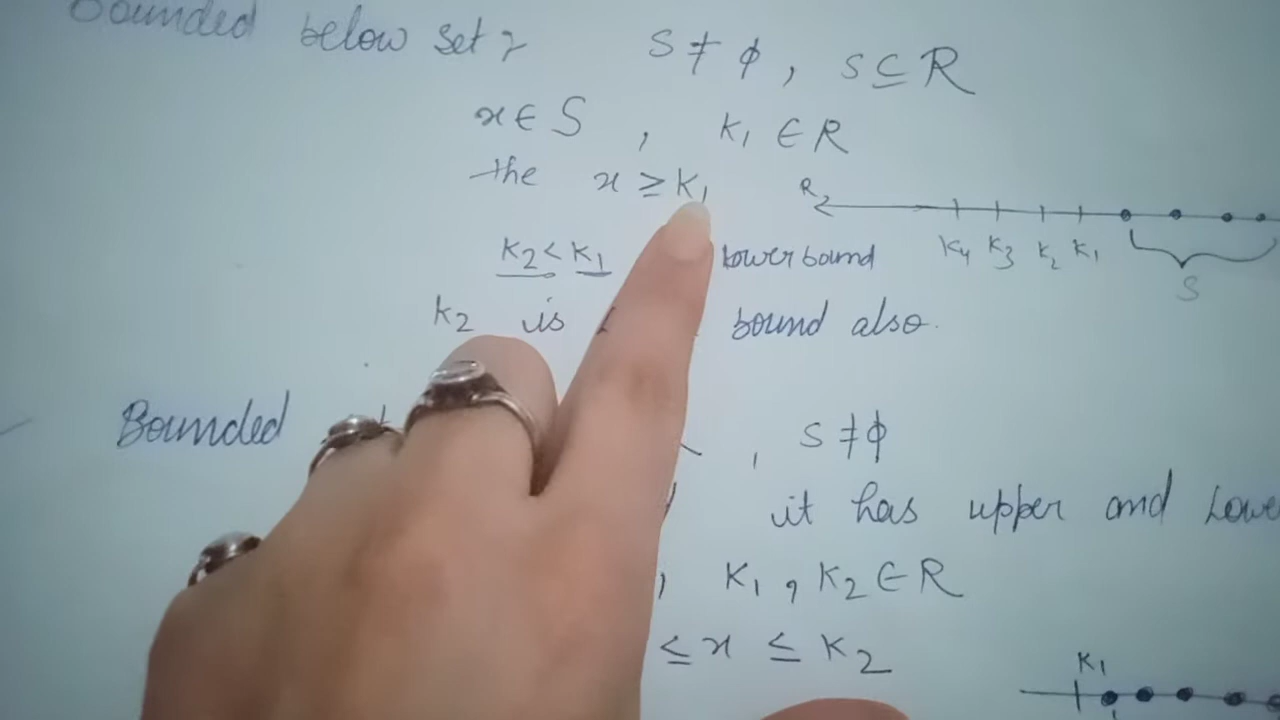 Bounded below set :- S ≠ φ, S ⊆ R
x ∈ S , K₁ ∈ R
the x ≥ K₁
R
K₄ K₃ K₂ K₁
S
K₂ < K₁ Lower bound
K₂ is bound also.
Bounded , S ≠ φ
it has upper and Lowe
, K₁ , K₂ ∈ R
≤ x ≤ K₂
K₁